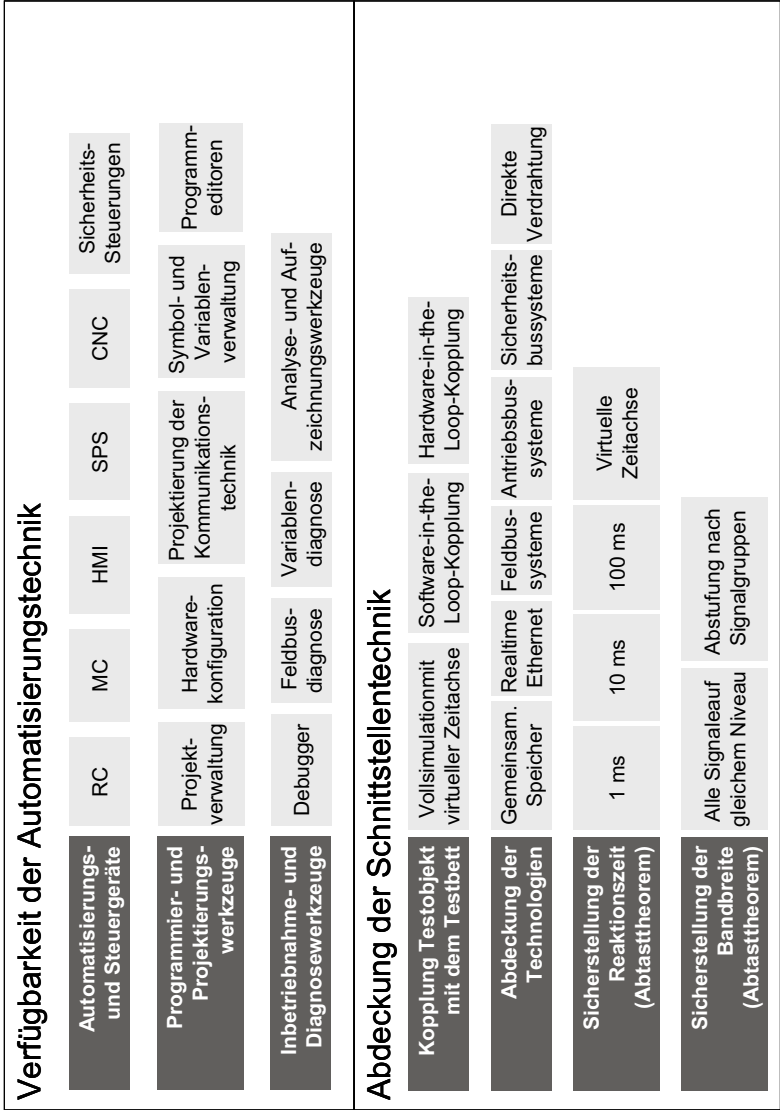 Verfügbarkeit der Automatisierungstechnik
Automatisierungs-
und Steuergeräte
RC
MC
HMI
SPS
CNC
Sicherheits-
Steuerungen
Programmier- und
Projektierungs-
werkzeuge
Projekt-
verwaltung
Hardware-
konfiguration
Projektierung der
Kommunikations-
technik
Symbol- und
Variablen-
verwaltung
Programm-
editoren
Inbetriebnahme- und
Diagnosewerkzeuge
Debugger
Feldbus-
diagnose
Variablen-
diagnose
Analyse- und Auf-
zeichnungswerkzeuge
Abdeckung der Schnittstellentechnik
Kopplung Testobjekt
mit dem Testbett
Vollsimulationmit
virtueller Zeitachse
Software-in-the-
Loop-Kopplung
Hardware-in-the-
Loop-Kopplung
Abdeckung der
Technologien
Gemeinsam.
Speicher
Realtime
Ethernet
Feldbus-
systeme
Antriebsbus-
systeme
Sicherheits-
bussysteme
Direkte
Verdrahtung
Sicherstellung der
Reaktionszeit
(Abtasttheorem)
1 ms
10 ms
100 ms
Virtuelle
Zeitachse
Sicherstellung der
Bandbreite
(Abtasttheorem)
Alle Signaleauf
gleichem Niveau
Abstufung nach
Signalgruppen